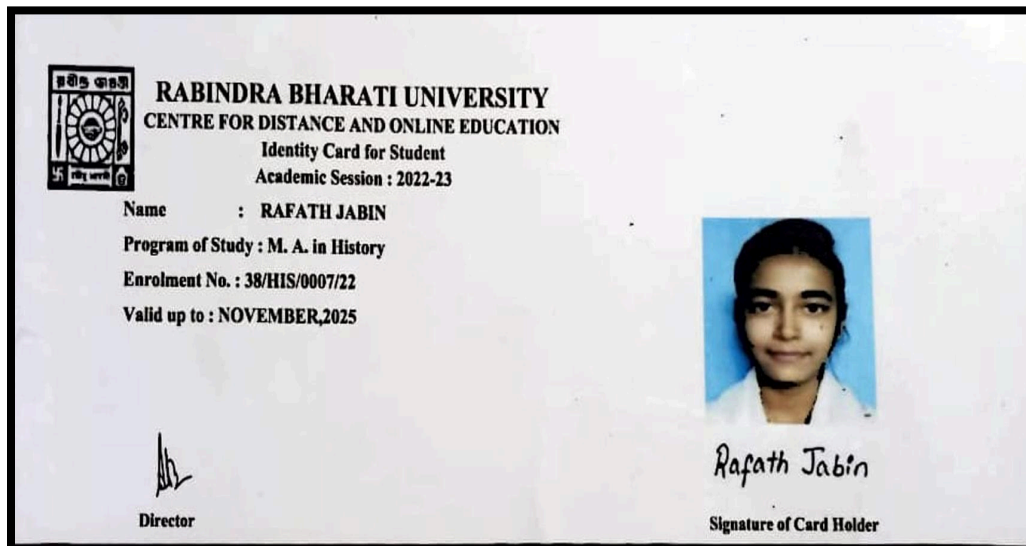 রবীন্দ্র ভারতী
RABINDRA BHARATI UNIVERSITY
CENTRE FOR DISTANCE AND ONLINE EDUCATION
Identity Card for Student
Academic Session : 2022-23
Name : RAFATH JABIN
Program of Study : M. A. in History
Enrolment No. : 38/HIS/0007/22
Valid up to : NOVEMBER,2025
Rafath Jabin
Director
Signature of Card Holder